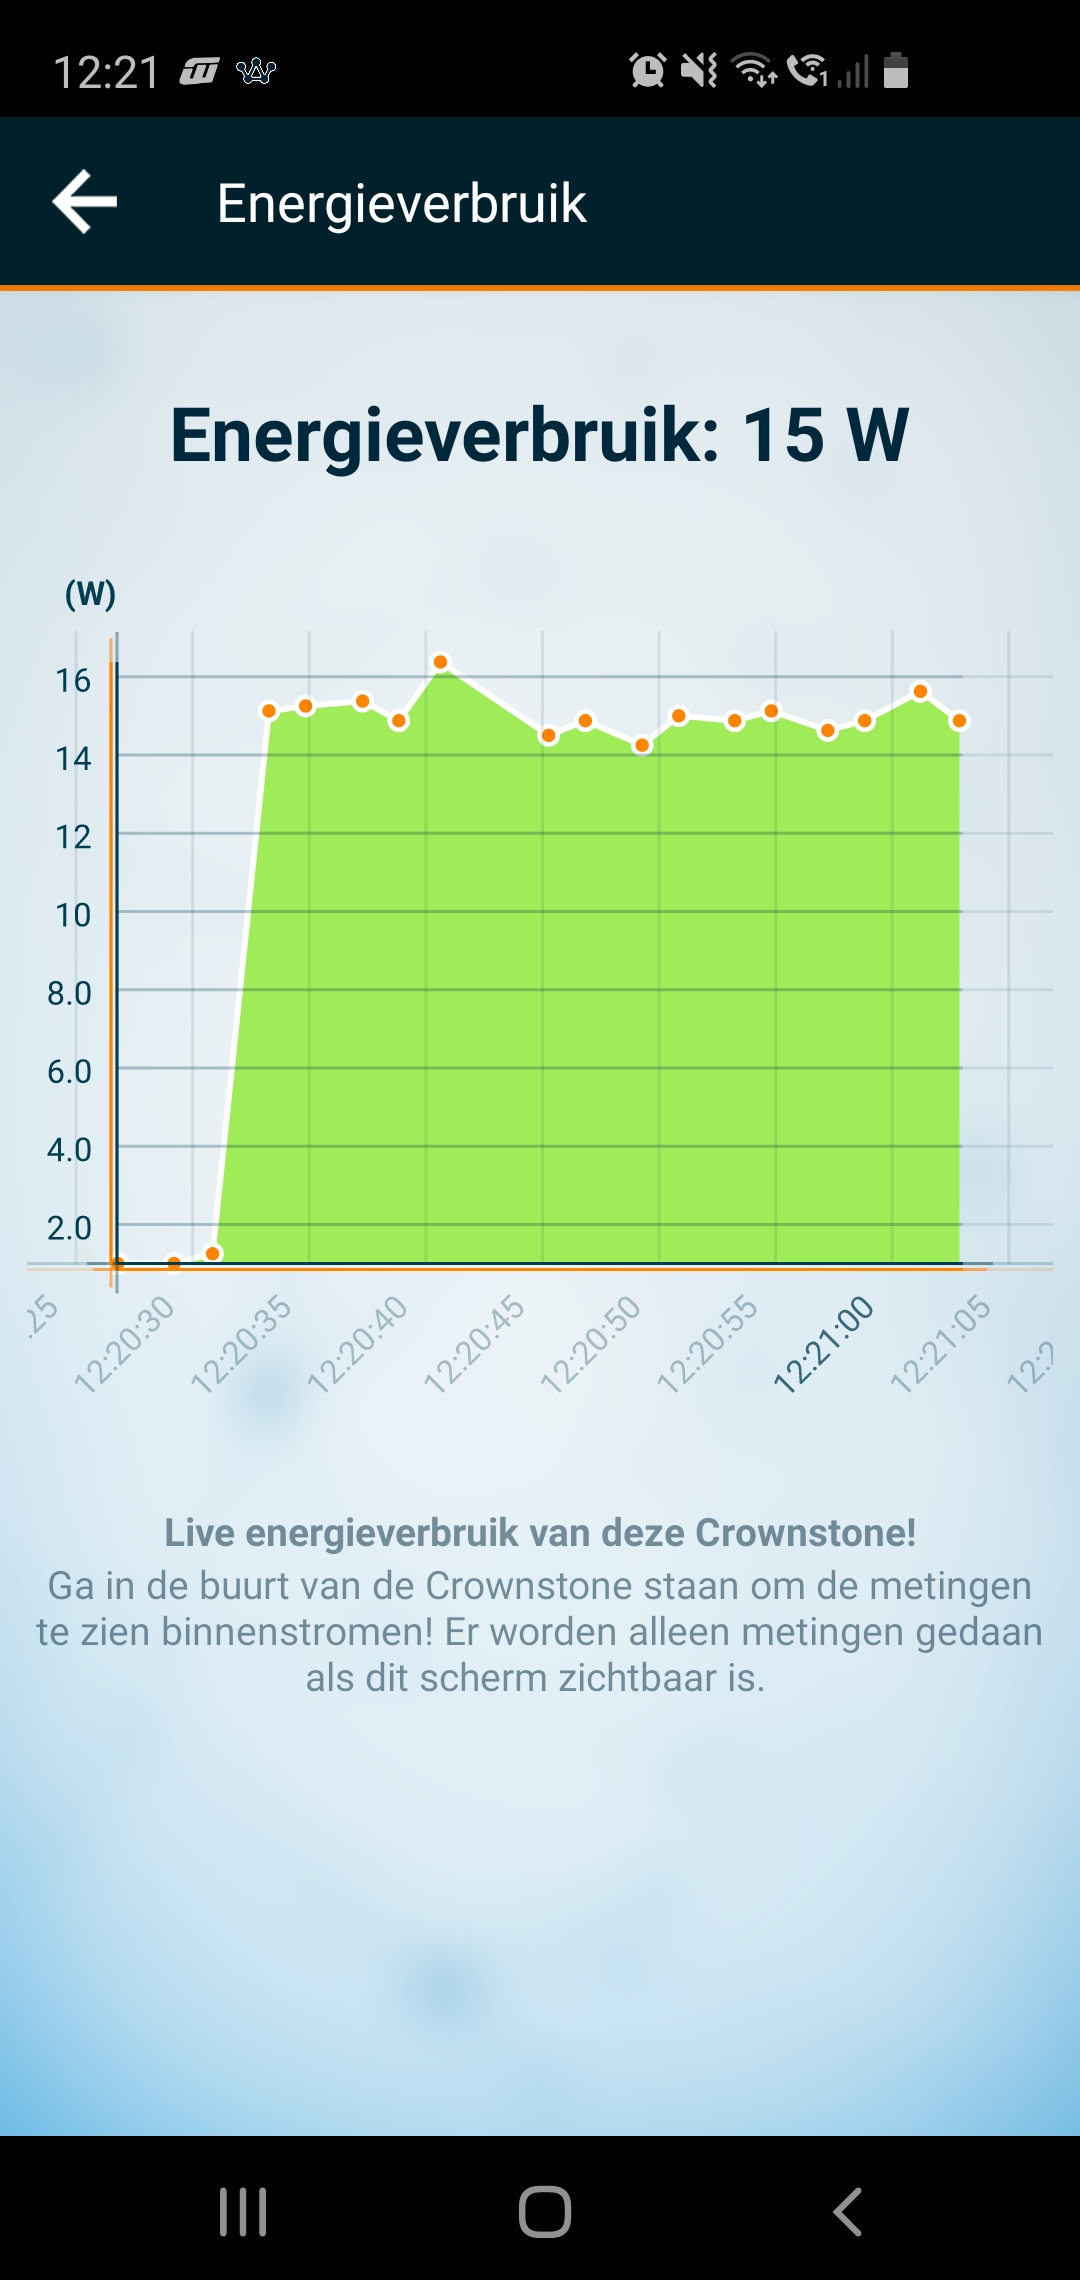 12:21
Energieverbruik
Energieverbruik: 15 W
(W)
16
14
12
10
8.0
6.0
4.0
2.0
:25
12:20:30
12:20:35
12:20:40
12:20:45
12:20:50
12:20:55
12:21:00
12:21:05
12:2
Live energieverbruik van deze Crownstone!
Ga in de buurt van de Crownstone staan om de metingen
te zien binnenstromen! Er worden alleen metingen gedaan
als dit scherm zichtbaar is.